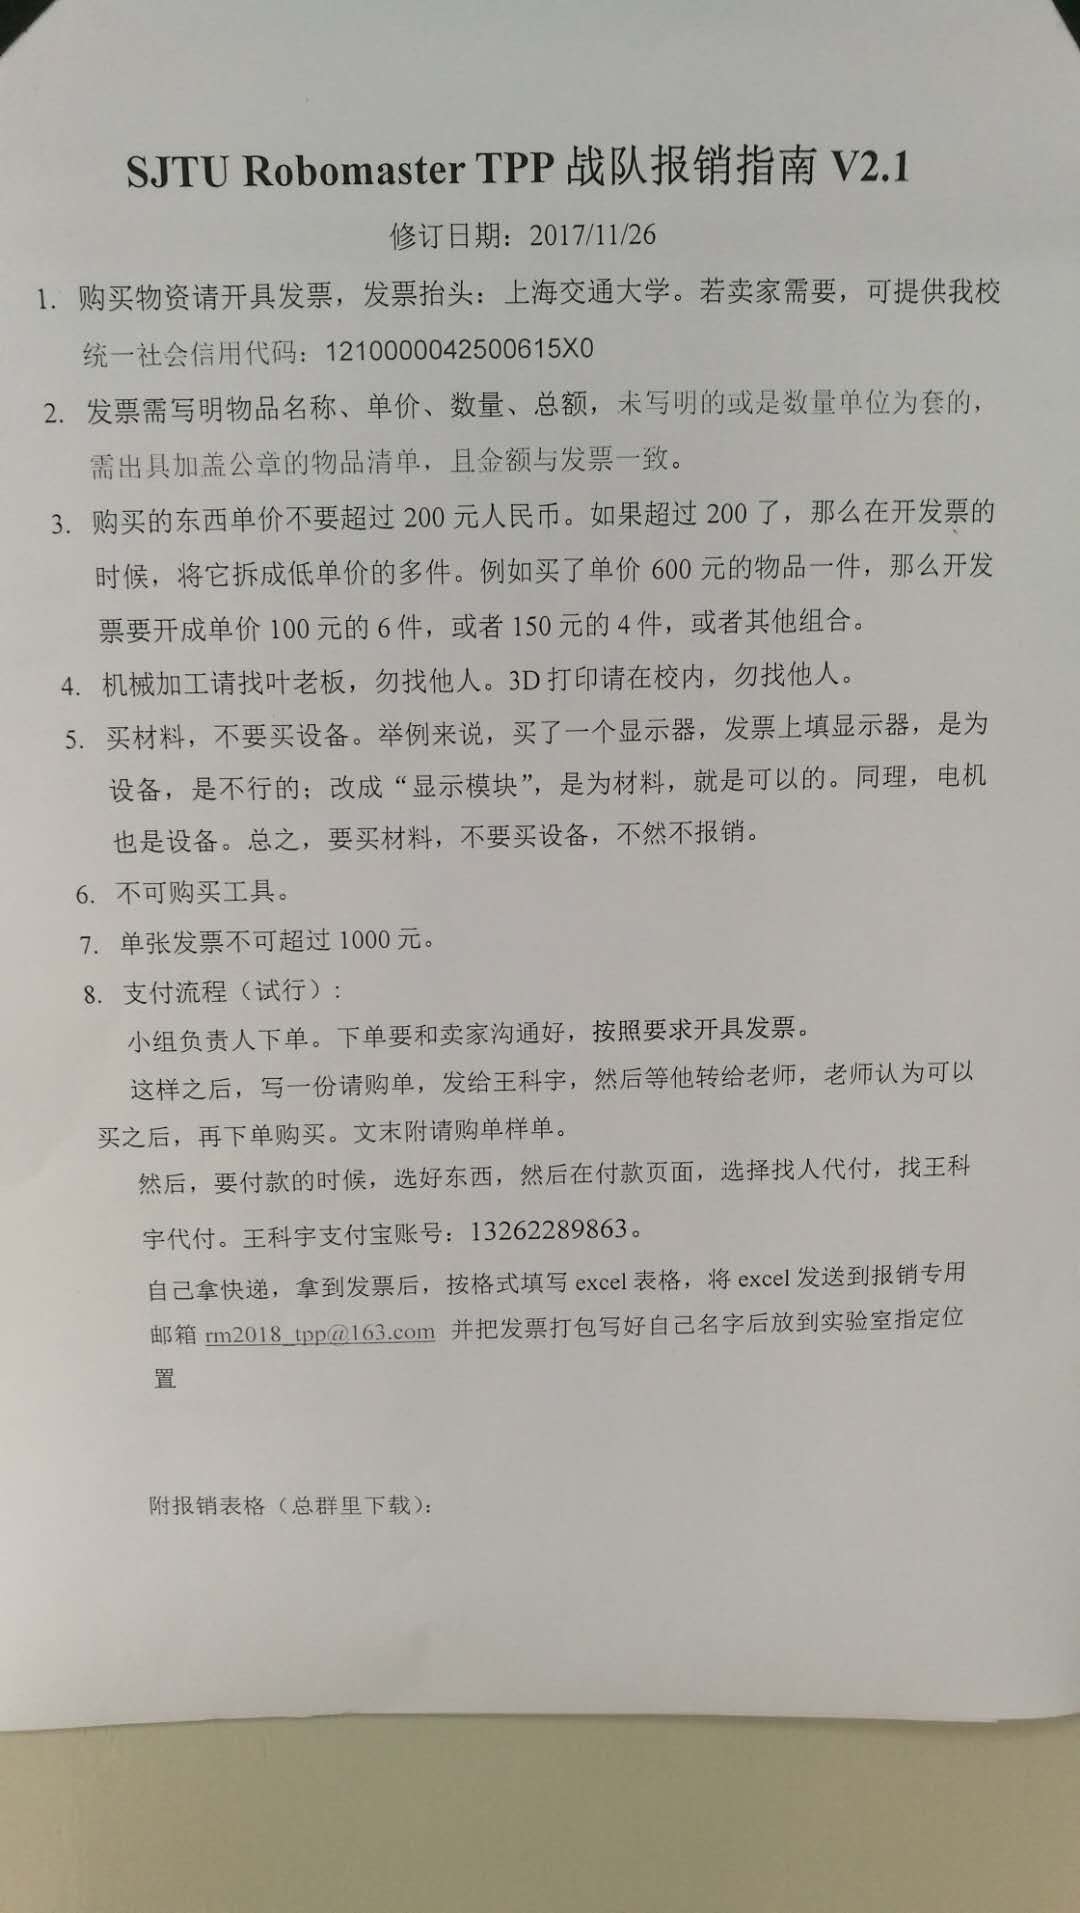 SJTU Robomaster TPP 战队报销指南 V2.1
修订日期：2017/11/26
1. 购买物资请开具发票，发票抬头：上海交通大学。若卖家需要，可提供我校
统一社会信用代码：1210000042500615X0
2. 发票需写明物品名称、单价、数量、总额，未写明的或是数量单位为套的，
需出具加盖公章的物品清单，且金额与发票一致。
3. 购买的东西单价不要超过 200 元人民币。如果超过 200 了，那么在开发票的
时候，将它拆成低单价的多件。例如买了单价 600 元的物品一件，那么开发
票要开成单价 100 元的 6 件，或者 150 元的 4 件，或者其他组合。
4. 机械加工请找叶老板，勿找他人。3D 打印请在校内，勿找他人。
5. 买材料，不要买设备。举例来说，买了一个显示器，发票上填显示器，是为
设备，是不行的；改成“显示模块”，是为材料，就是可以的。同理，电机
也是设备。总之，要买材料，不要买设备，不然不报销。
6. 不可购买工具。
7. 单张发票不可超过 1000 元。
8. 支付流程（试行）：
小组负责人下单。下单要和卖家沟通好，按照要求开具发票。
这样之后，写一份请购单，发给王科宇，然后等他转给老师，老师认为可以
买之后，再下单购买。文末附请购单样单。
然后，要付款的时候，选好东西，然后在付款页面，选择找人代付，找王科
宇代付。王科宇支付宝账号：13262289863。
自己拿快递，拿到发票后，按格式填写 excel 表格，将 excel 发送到报销专用
邮箱 rm2018_tpp@163.com 并把发票打包写好自己名字后放到实验室指定位
置
附报销表格（总群里下载）：